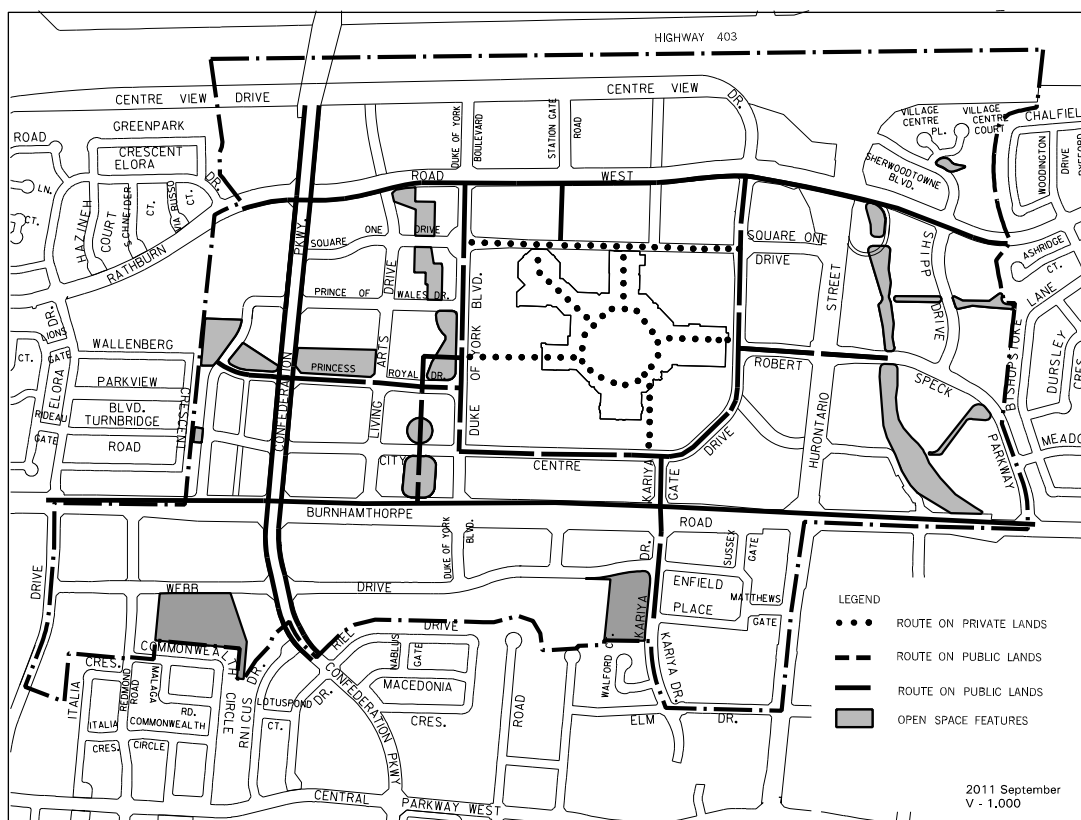 HIGHWAY 403
CENTRE VIEW DRIVE
CENTRE VIEW
DR.
ROAD
GREENPARK
CRESCENT
ELORA
DR.
LN.
CT.
HAZINEH
COURT
SCHNEIDER
CT.
VIA RUSSO
CT.
RATHBURN
ROAD
WEST
DUKE OF YORK
BOULEVARD
STATION GATE
ROAD
VILLAGE
CENTRE
PL.
VILLAGE
CENTRE
COURT
CHALFIELD
WOODINGTON
DRIVE
SHERWOODTOWNE
BLVD.
PKWY.
SQUARE ONE DRIVE
SQUARE ONE
DRIVE
STREET
SHIPP
DRIVE
ASHRIDGE
CT.
LANE
BISHOPSTOKE
DURSLEY
CRES.
PRINCE OF WALES DR.
DRIVE
ARTS
LIVING
DUKE OF YORK BLVD.
DR.
LIONS
GATE
CT.
ELORA
RIDEAU
GATE
WALLENBERG
PARKVIEW
BLVD.
TURNBRIDGE
ROAD
CRESCENT
CONFEDERATION
PRINCESS
ROYAL DR.
ROBERT
SPECK
PARKWAY
HURONTARIO
MEADO
CITY
CENTRE
DRIVE
KARIYA
GATE
BURNHAMTHORPE
ROAD
DUKE OF YORK
BLVD.
DR.
SUSSEX
GATE
DRIVE
WEBB
DRIVE
ENFIELD
PLACE
MATTHEWS
GATE
KARIYA
LEGEND
ROUTE ON PRIVATE LANDS
ROUTE ON PUBLIC LANDS
ROUTE ON PUBLIC LANDS
OPEN SPACE FEATURES
COMMONWEALTH
CIRCLE
RIEL
DRIVE
NABLUS
GATE
MACEDONIA
CRES.
CRES.
ITALIA
REDMOND
ROAD
MALAGA
RD.
ITALIA
CRES.
COMMONWEALTH
CIRCLE
DR.
LOTUSPOND
CT.
DR.
CONFEDERATION PKWY
ROAD
WALFORD
KARIYA DR.
ELM
DR.
CENTRAL
PARKWAY WEST
2011 September
V - 1.000